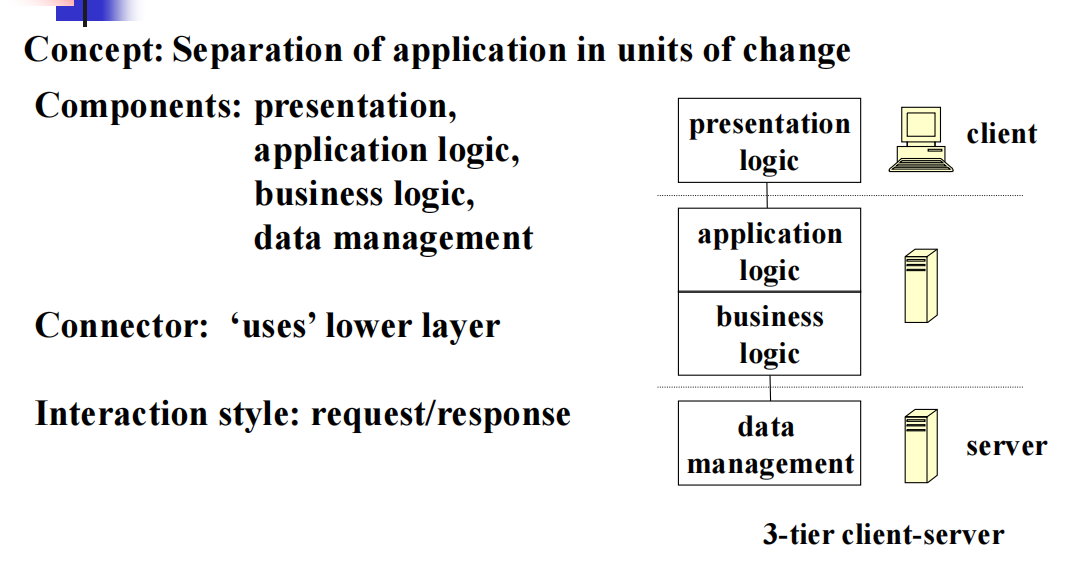 Concept: Separation of application in units of change
Components: presentation,
application logic,
business logic,
data management
Connector: ‘uses’ lower layer
Interaction style: request/response
presentation
logic
client
application
logic
business
logic
data
management
server
3-tier client-server